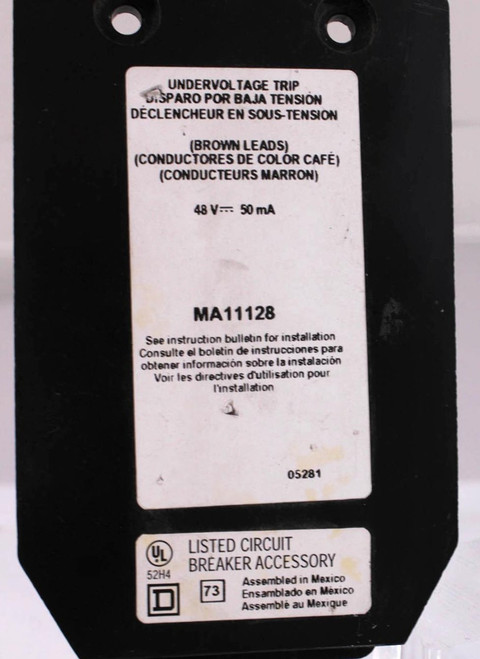 UNDERVOLTAGE TRIP
DISPARO POR BAJA TENSIÓN
DÉCLENCHEUR EN SOUS-TENSION
(BROWN LEADS)
(CONDUCTORES DE COLOR CAFÉ)
(CONDUCTEURS MARRON)
48 V⎓ 50 mA
MA11128
See instruction bulletin for installation
Consulte el boletín de instrucciones para
obtener información sobre la instalación
Voir les directives d'utilisation pour
l'installation
05281
UL
52H4
LISTED CIRCUIT
BREAKER ACCESSORY
D
73
Assembled in Mexico
Ensamblado en México
Assemblé au Mexique